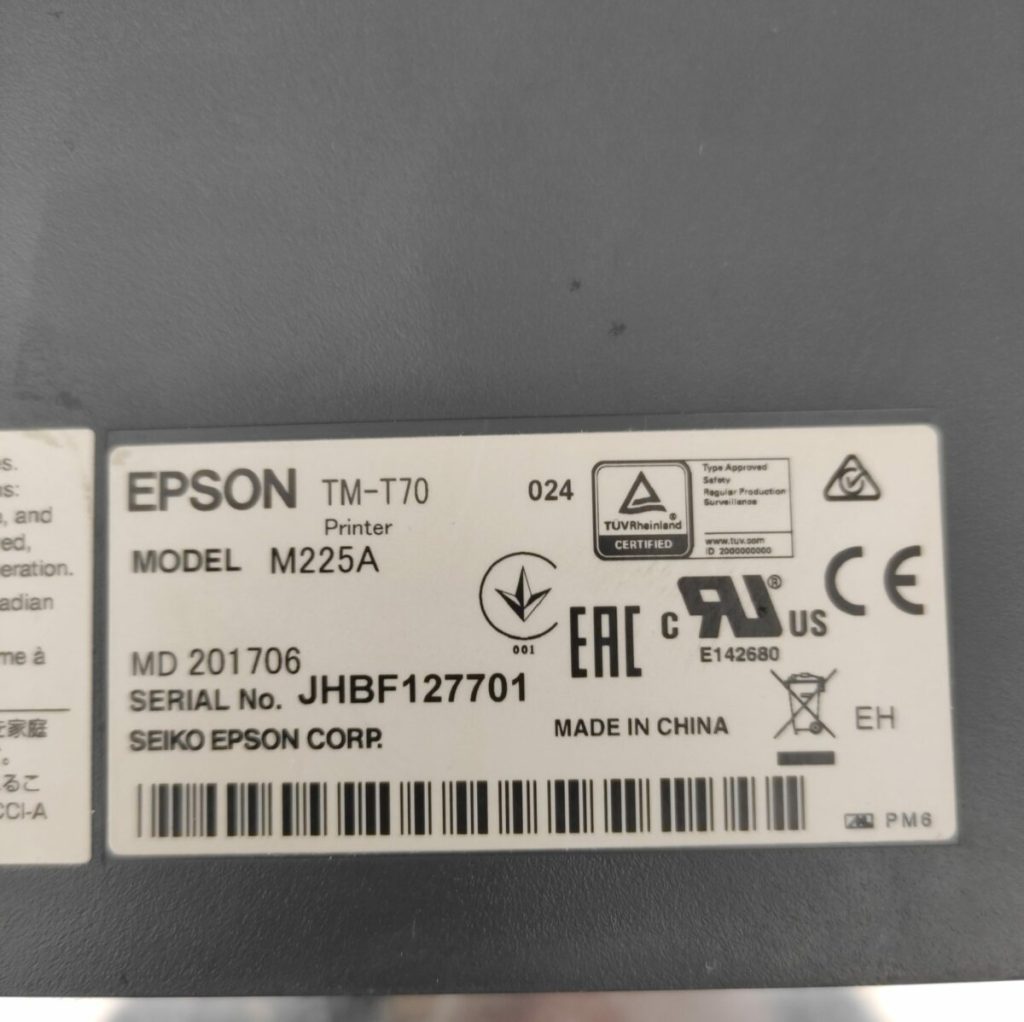 s.
ns:
, and
ed,
eration.
adian
me à
を家庭
。
るこ
CCI-A
EPSON TM-T70 024
Printer
MODEL M225A
TÜVRheinland®
CERTIFIED
Type Approved
Safety
Regular Production
Surveillance
www.tuv.com
ID 2000000000
001
EAC
c RU® US
E142680
CE
MD 201706
SERIAL No. JHBF127701
SEIKO EPSON CORP.
MADE IN CHINA
EH
PM6